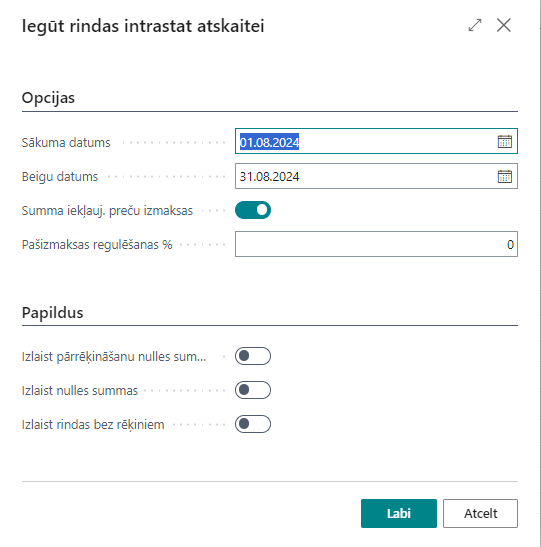 Iegūt rindas intrastat atskaitei
Opcijas
Sākuma datums
01.08.2024
Beigu datums
31.08.2024
Summa iekļauj. preču izmaksas
Pašizmaksas regulēšanas %
0
Papildus
Izlaist pārrēķināšanu nulles sum...
Izlaist nulles summas
Izlaist rindas bez rēķiniem
Labi
Atcelt